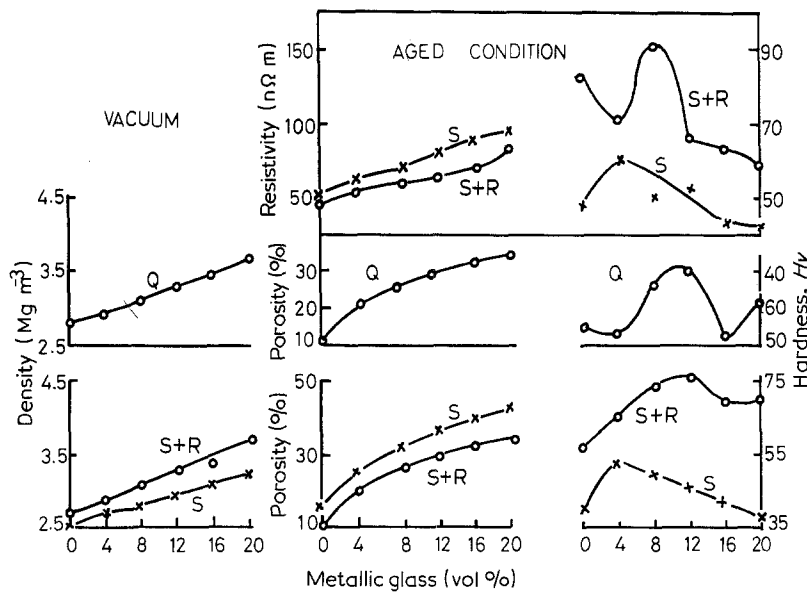 VACUUM
AGED CONDITION
Resistivity (nΩ m)
150
100
50
S
S+R
S+R
S
90
70
50
30
Density (Mg m⁻³)
4.5
3.5
2.5
Q
Porosity (%)
30
20
10
Q
Q
40
60
50
Hardness, Hv
4.5
3.5
2.5
S+R
S
0 4 8 12 16 20
Porosity (%)
50
30
10
S
S+R
0 4 8 12 16 20
S+R
S
75
55
35
0 4 8 12 16 20
Metallic glass (vol %)